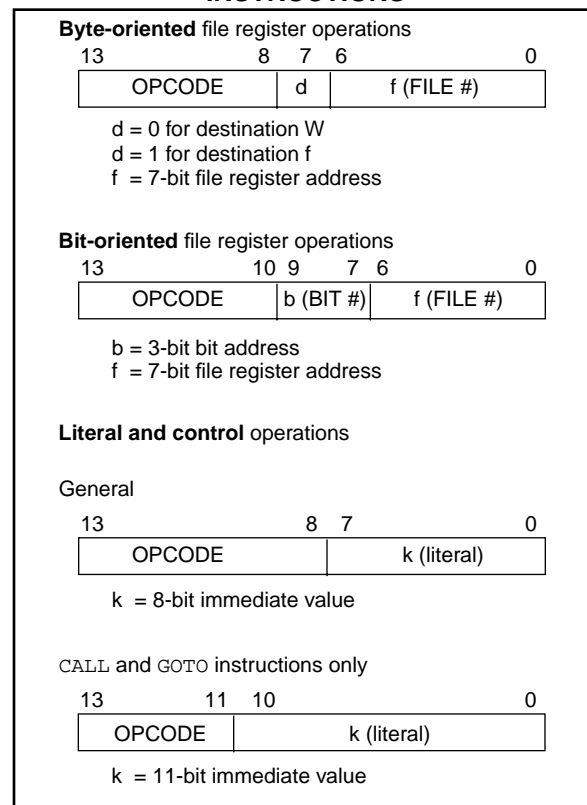 Byte-oriented file register operations
13 8 7 6 0
OPCODE d f (FILE #)
d = 0 for destination W
d = 1 for destination f
f = 7-bit file register address
Bit-oriented file register operations
13 10 9 7 6 0
OPCODE b (BIT #) f (FILE #)
b = 3-bit bit address
f = 7-bit file register address
Literal and control operations
General
13 8 7 0
OPCODE k (literal)
k = 8-bit immediate value
CALL and GOTO instructions only
13 11 10 0
OPCODE k (literal)
k = 11-bit immediate value